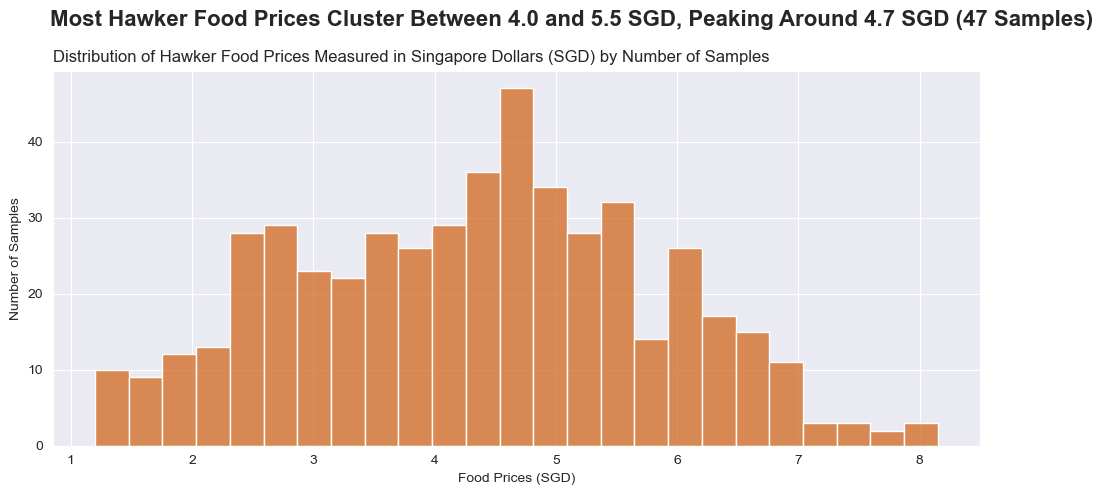 Most Hawker Food Prices Cluster Between 4.0 and 5.5 SGD, Peaking Around 4.7 SGD (47 Samples)
Distribution of Hawker Food Prices Measured in Singapore Dollars (SGD) by Number of Samples
40
30
20
10
0
Number of Samples
1 2 3 4 5 6 7 8
Food Prices (SGD)